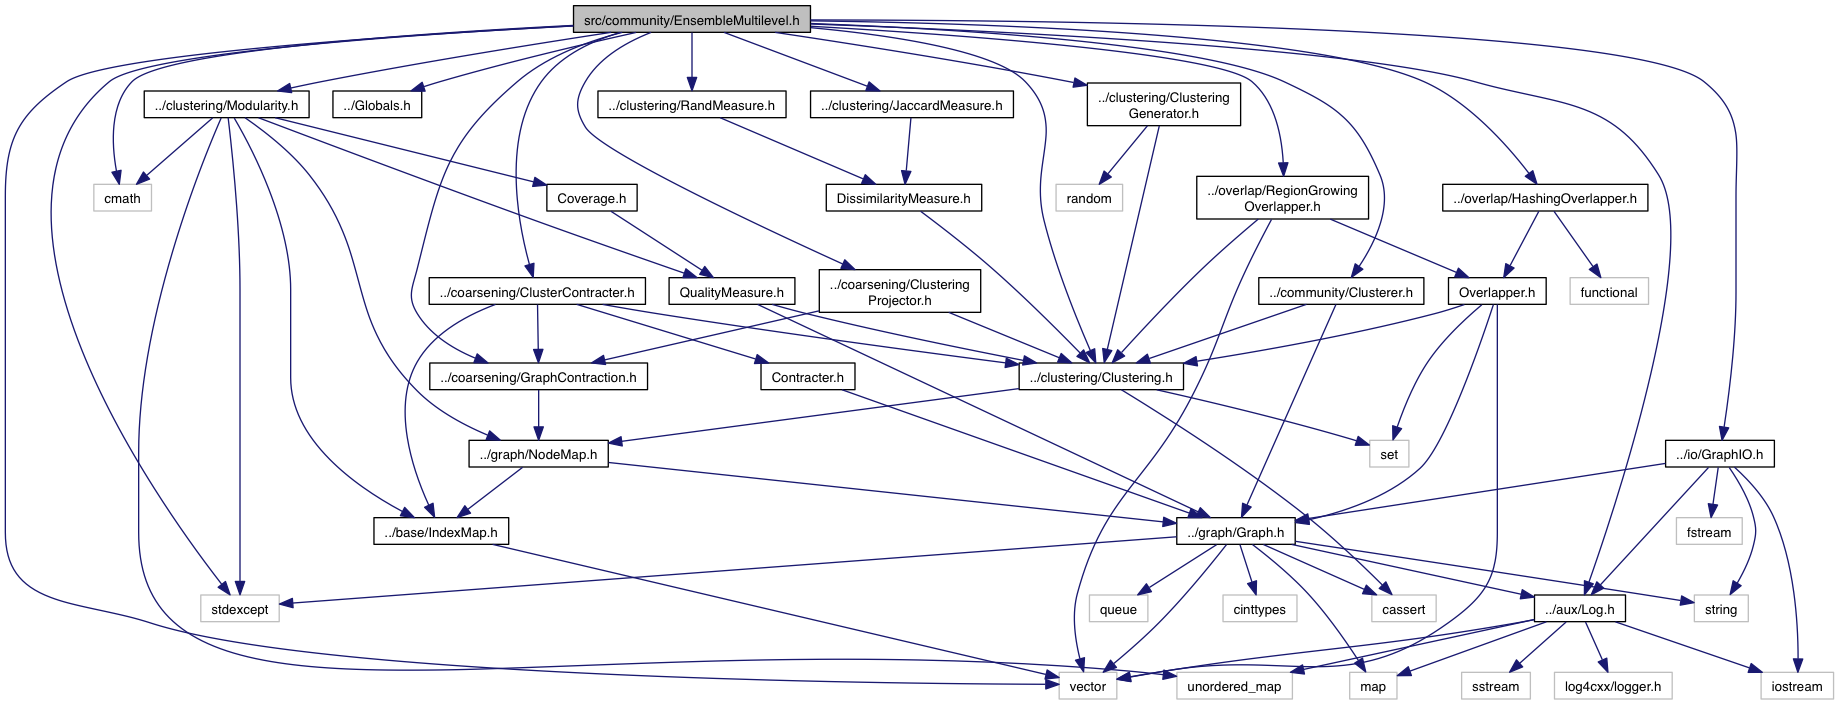 src/community/EnsembleMultilevel.h
../clustering/Modularity.h
../Globals.h
../clustering/RandMeasure.h
../clustering/JaccardMeasure.h
../clustering/Clustering
Generator.h
cmath
Coverage.h
DissimilarityMeasure.h
random
../overlap/RegionGrowing
Overlapper.h
../overlap/HashingOverlapper.h
../coarsening/ClusterContracter.h
QualityMeasure.h
../coarsening/Clustering
Projector.h
../community/Clusterer.h
Overlapper.h
functional
../coarsening/GraphContraction.h
Contracter.h
../clustering/Clustering.h
../graph/NodeMap.h
set
../io/GraphIO.h
../base/IndexMap.h
../graph/Graph.h
fstream
stdexcept
queue
cinttypes
cassert
../aux/Log.h
string
vector
unordered_map
map
sstream
log4cxx/logger.h
iostream